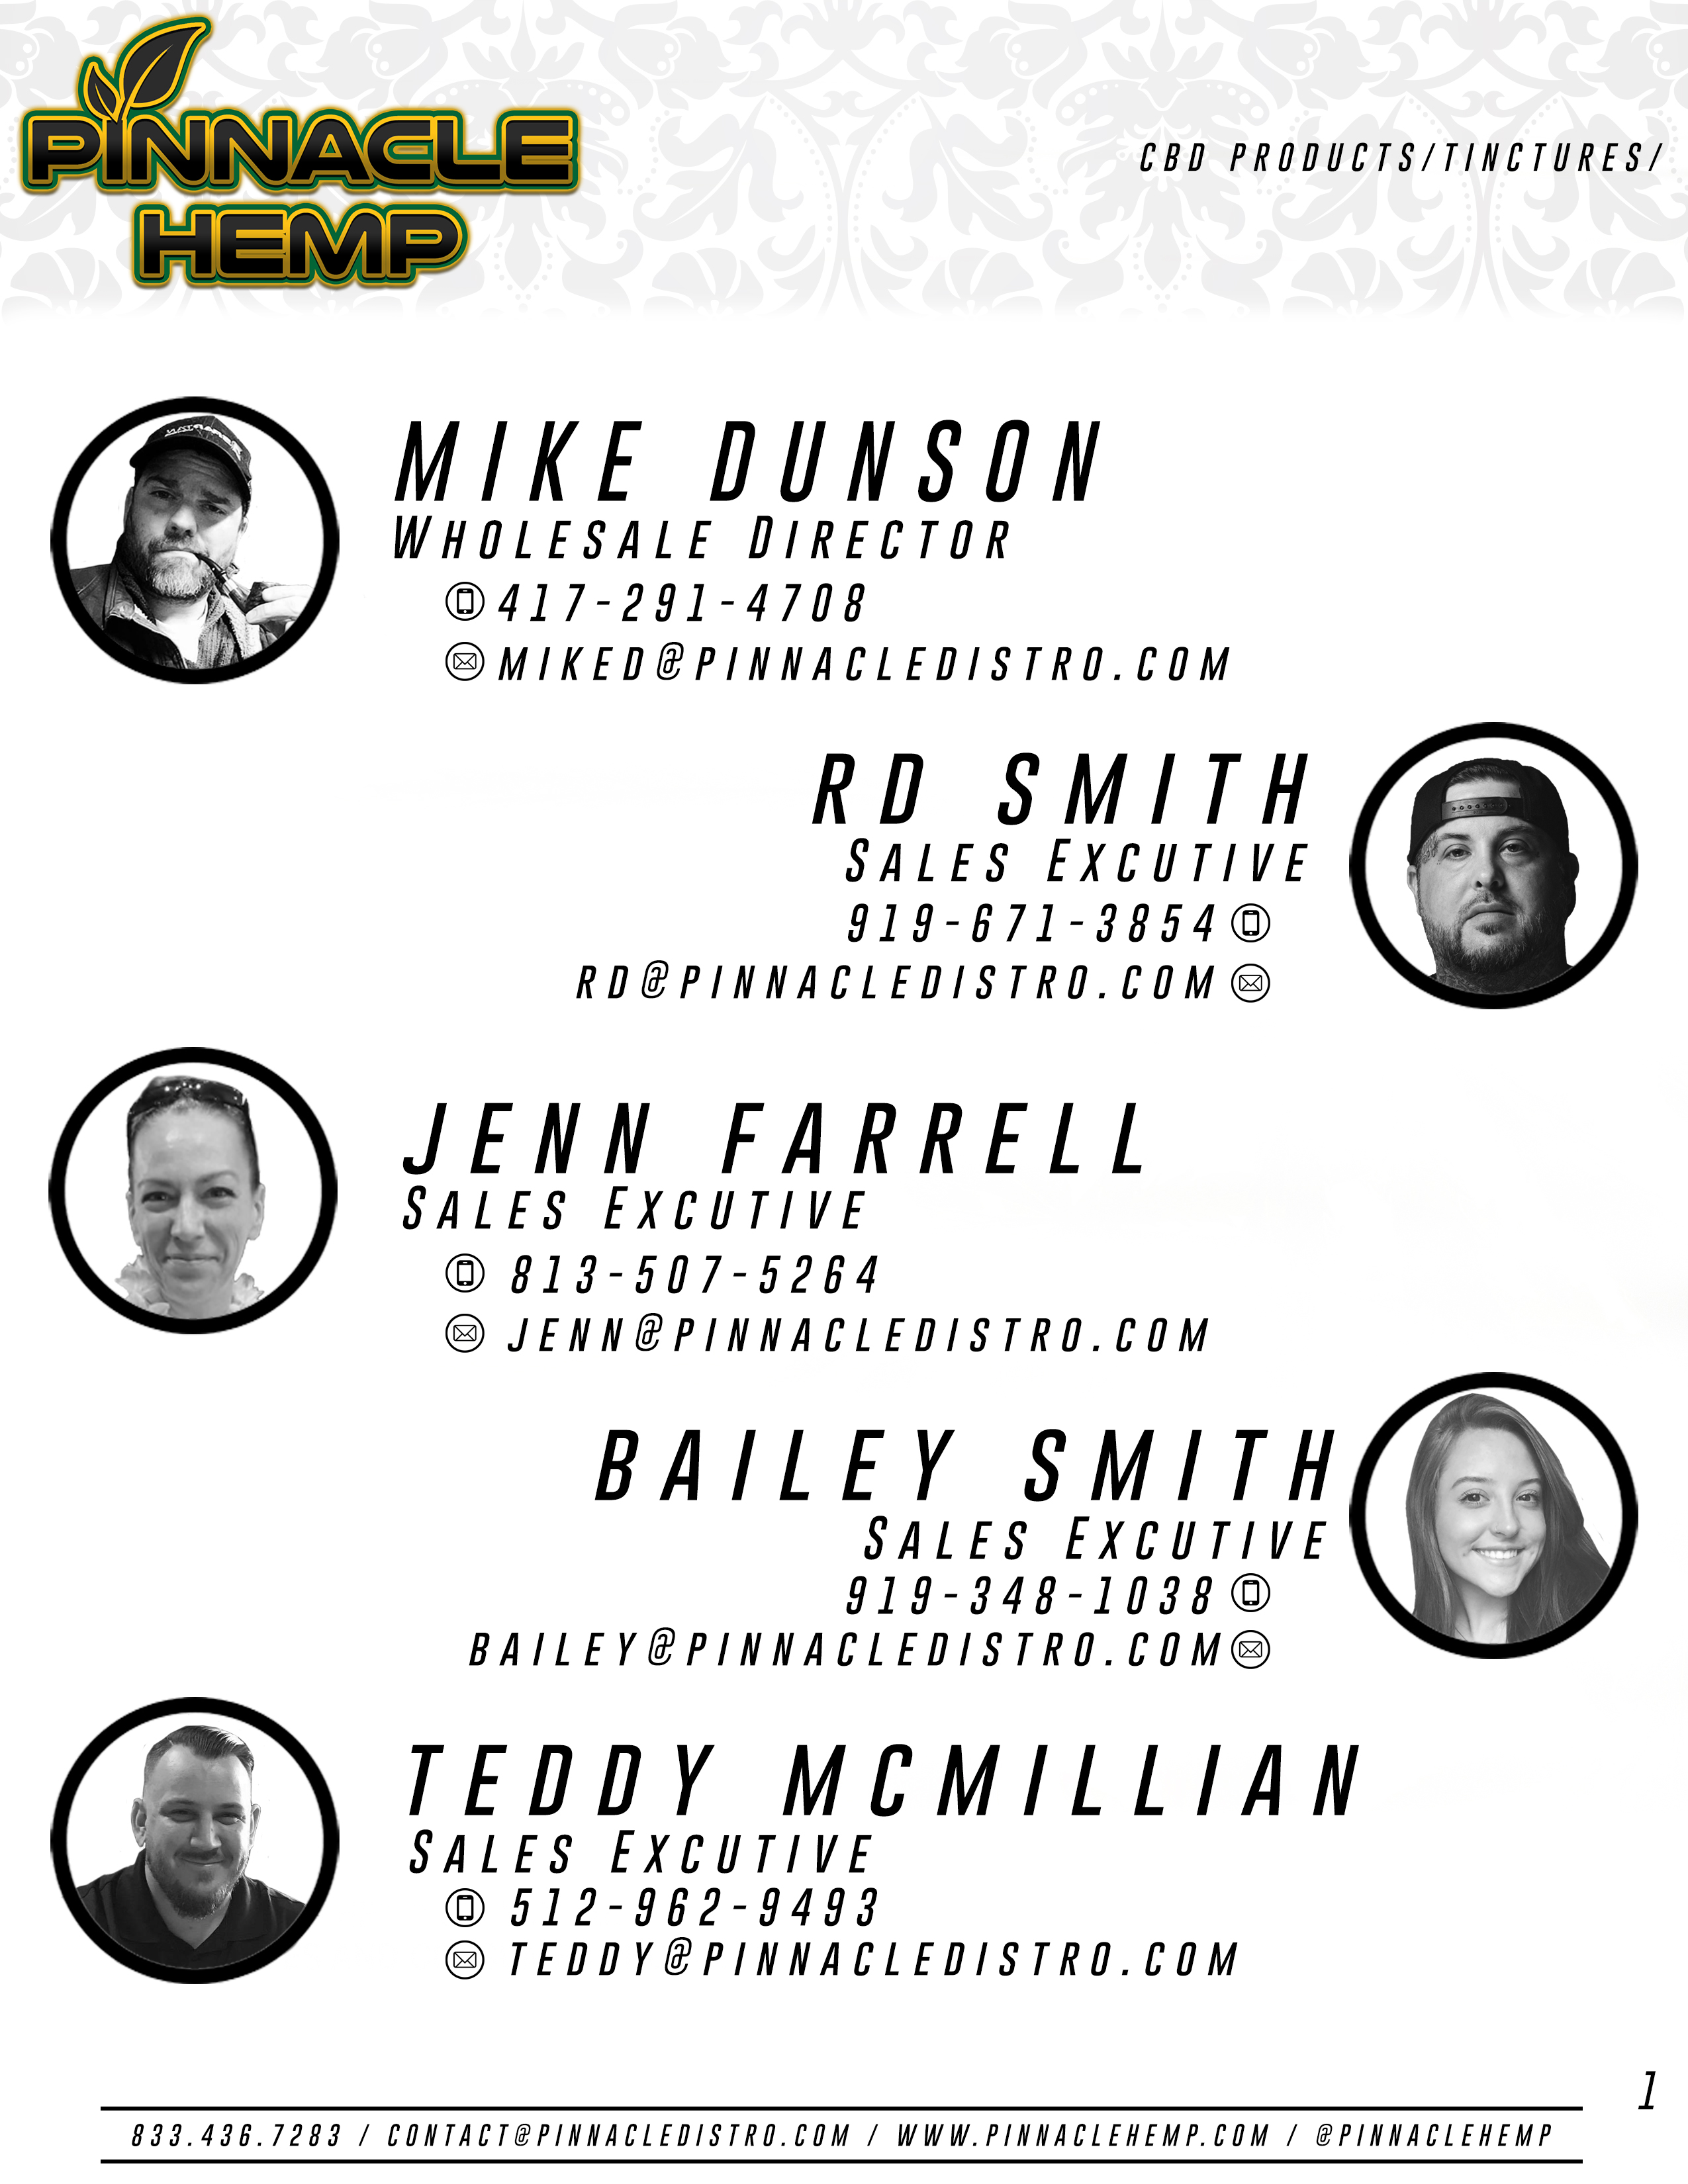 PINNACLE
HEMP
CBD PRODUCTS/TINCTURES/
MIKE DUNSON
WHOLESALE DIRECTOR
417-291-4708
MIKED@PINNACLEDISTRO.COM
RD SMITH
SALES EXCUTIVE
919-671-3854
RD@PINNACLEDISTRO.COM
JENN FARRELL
SALES EXCUTIVE
813-507-5264
JENN@PINNACLEDISTRO.COM
BAILEY SMITH
SALES EXCUTIVE
919-348-1038
BAILEY@PINNACLEDISTRO.COM
TEDDY MCMILLIAN
SALES EXCUTIVE
512-962-9493
TEDDY@PINNACLEDISTRO.COM
1
833.436.7283 / CONTACT@PINNACLEDISTRO.COM / WWW.PINNACLEHEMP.COM / @PINNACLEHEMP